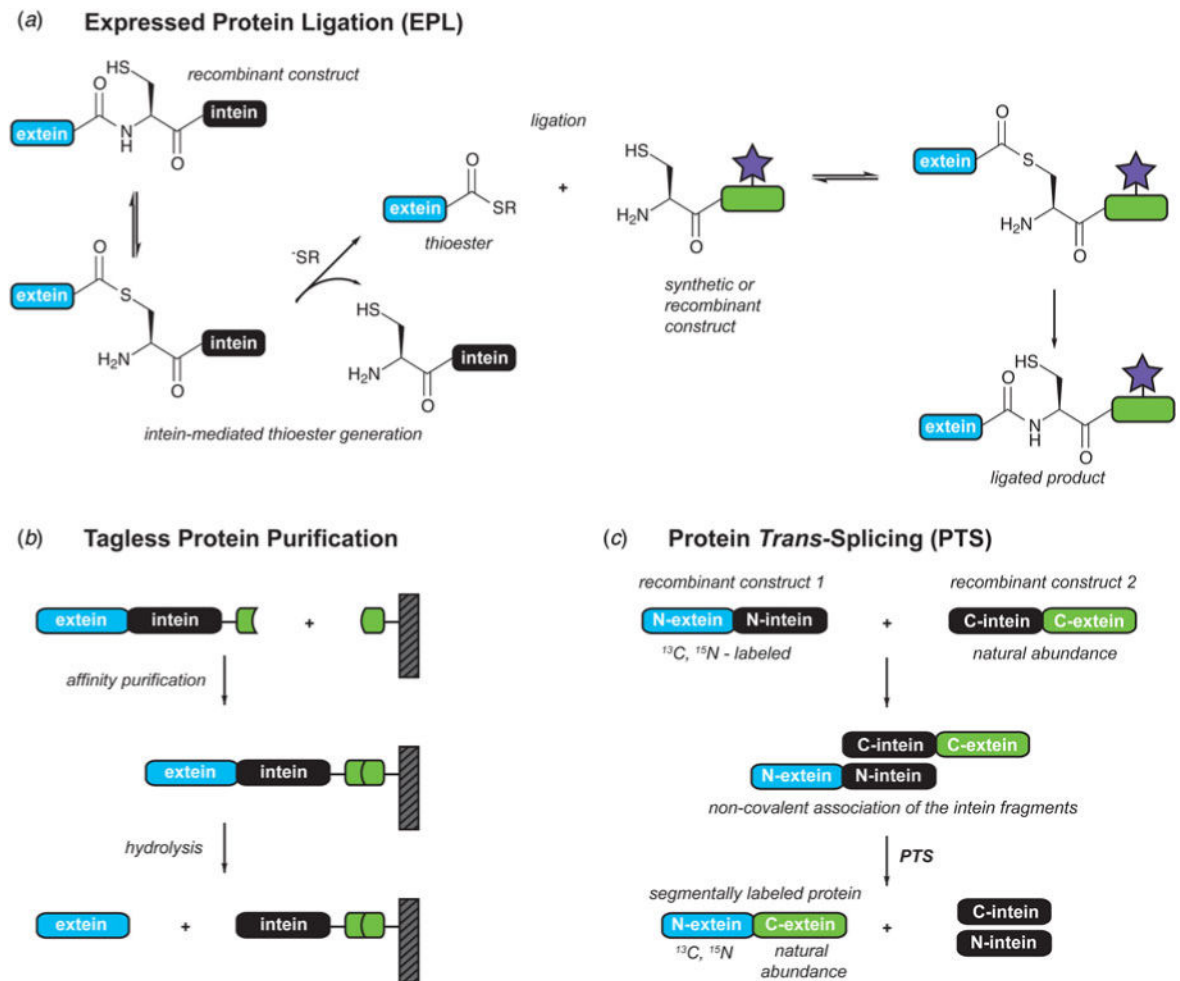 (a) Expressed Protein Ligation (EPL)
HS
O
recombinant construct
extein
N
H
O
intein
ligation
O
extein
SR
thioester
+
HS
H₂N
O
synthetic or
recombinant
construct
O
extein
S
H₂N
O
O
extein
S
H₂N
O
intein
⁻SR
HS
H₂N
O
intein
intein-mediated thioester generation
HS
O
extein
N
H
O
ligated product
(b) Tagless Protein Purification
extein intein +
affinity purification
extein intein
hydrolysis
extein + intein
(c) Protein Trans-Splicing (PTS)
recombinant construct 1 recombinant construct 2
N-extein N-intein + C-intein C-extein
¹³C, ¹⁵N - labeled natural abundance
C-intein C-extein
N-extein N-intein
non-covalent association of the intein fragments
PTS
segmentally labeled protein
N-extein C-extein + C-intein
N-intein
¹³C, ¹⁵N natural
abundance